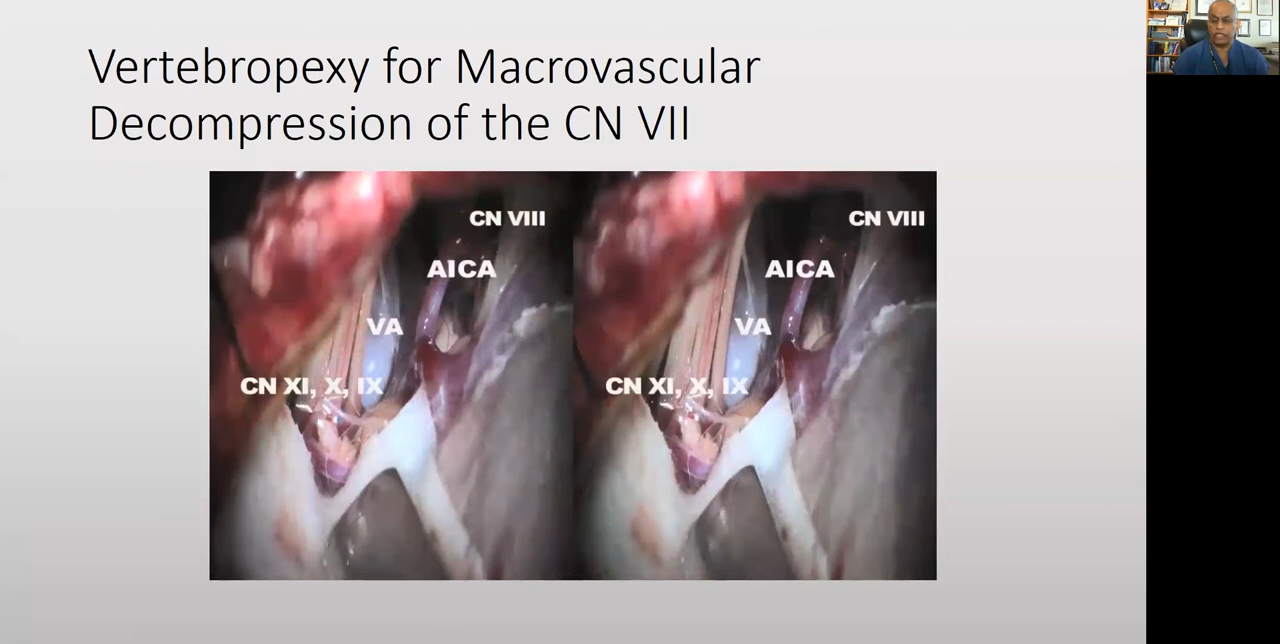 Vertebropexy for Macrovascular
Decompression of the CN VII
CN VIII
AICA
VA
CN XI, X, IX
CN VIII
AICA
VA
CN XI, X, IX